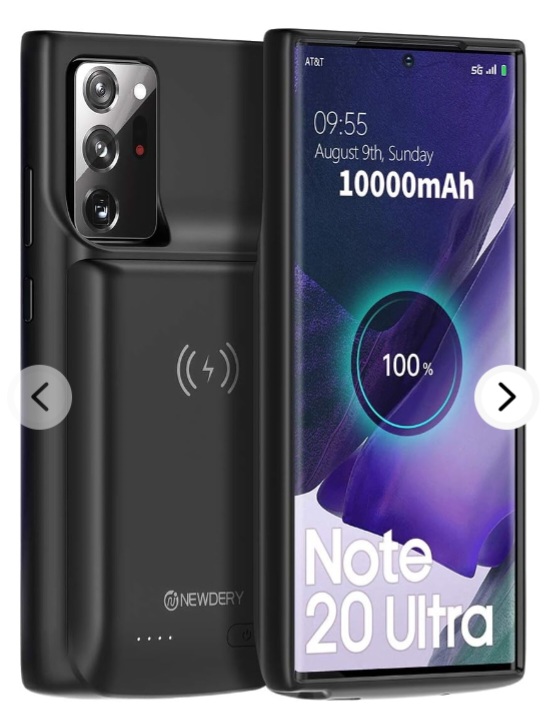 AT&T
5G
09:55
August 9th, Sunday
10000mAh
100%
NEWDERY
Note
20 Ultra